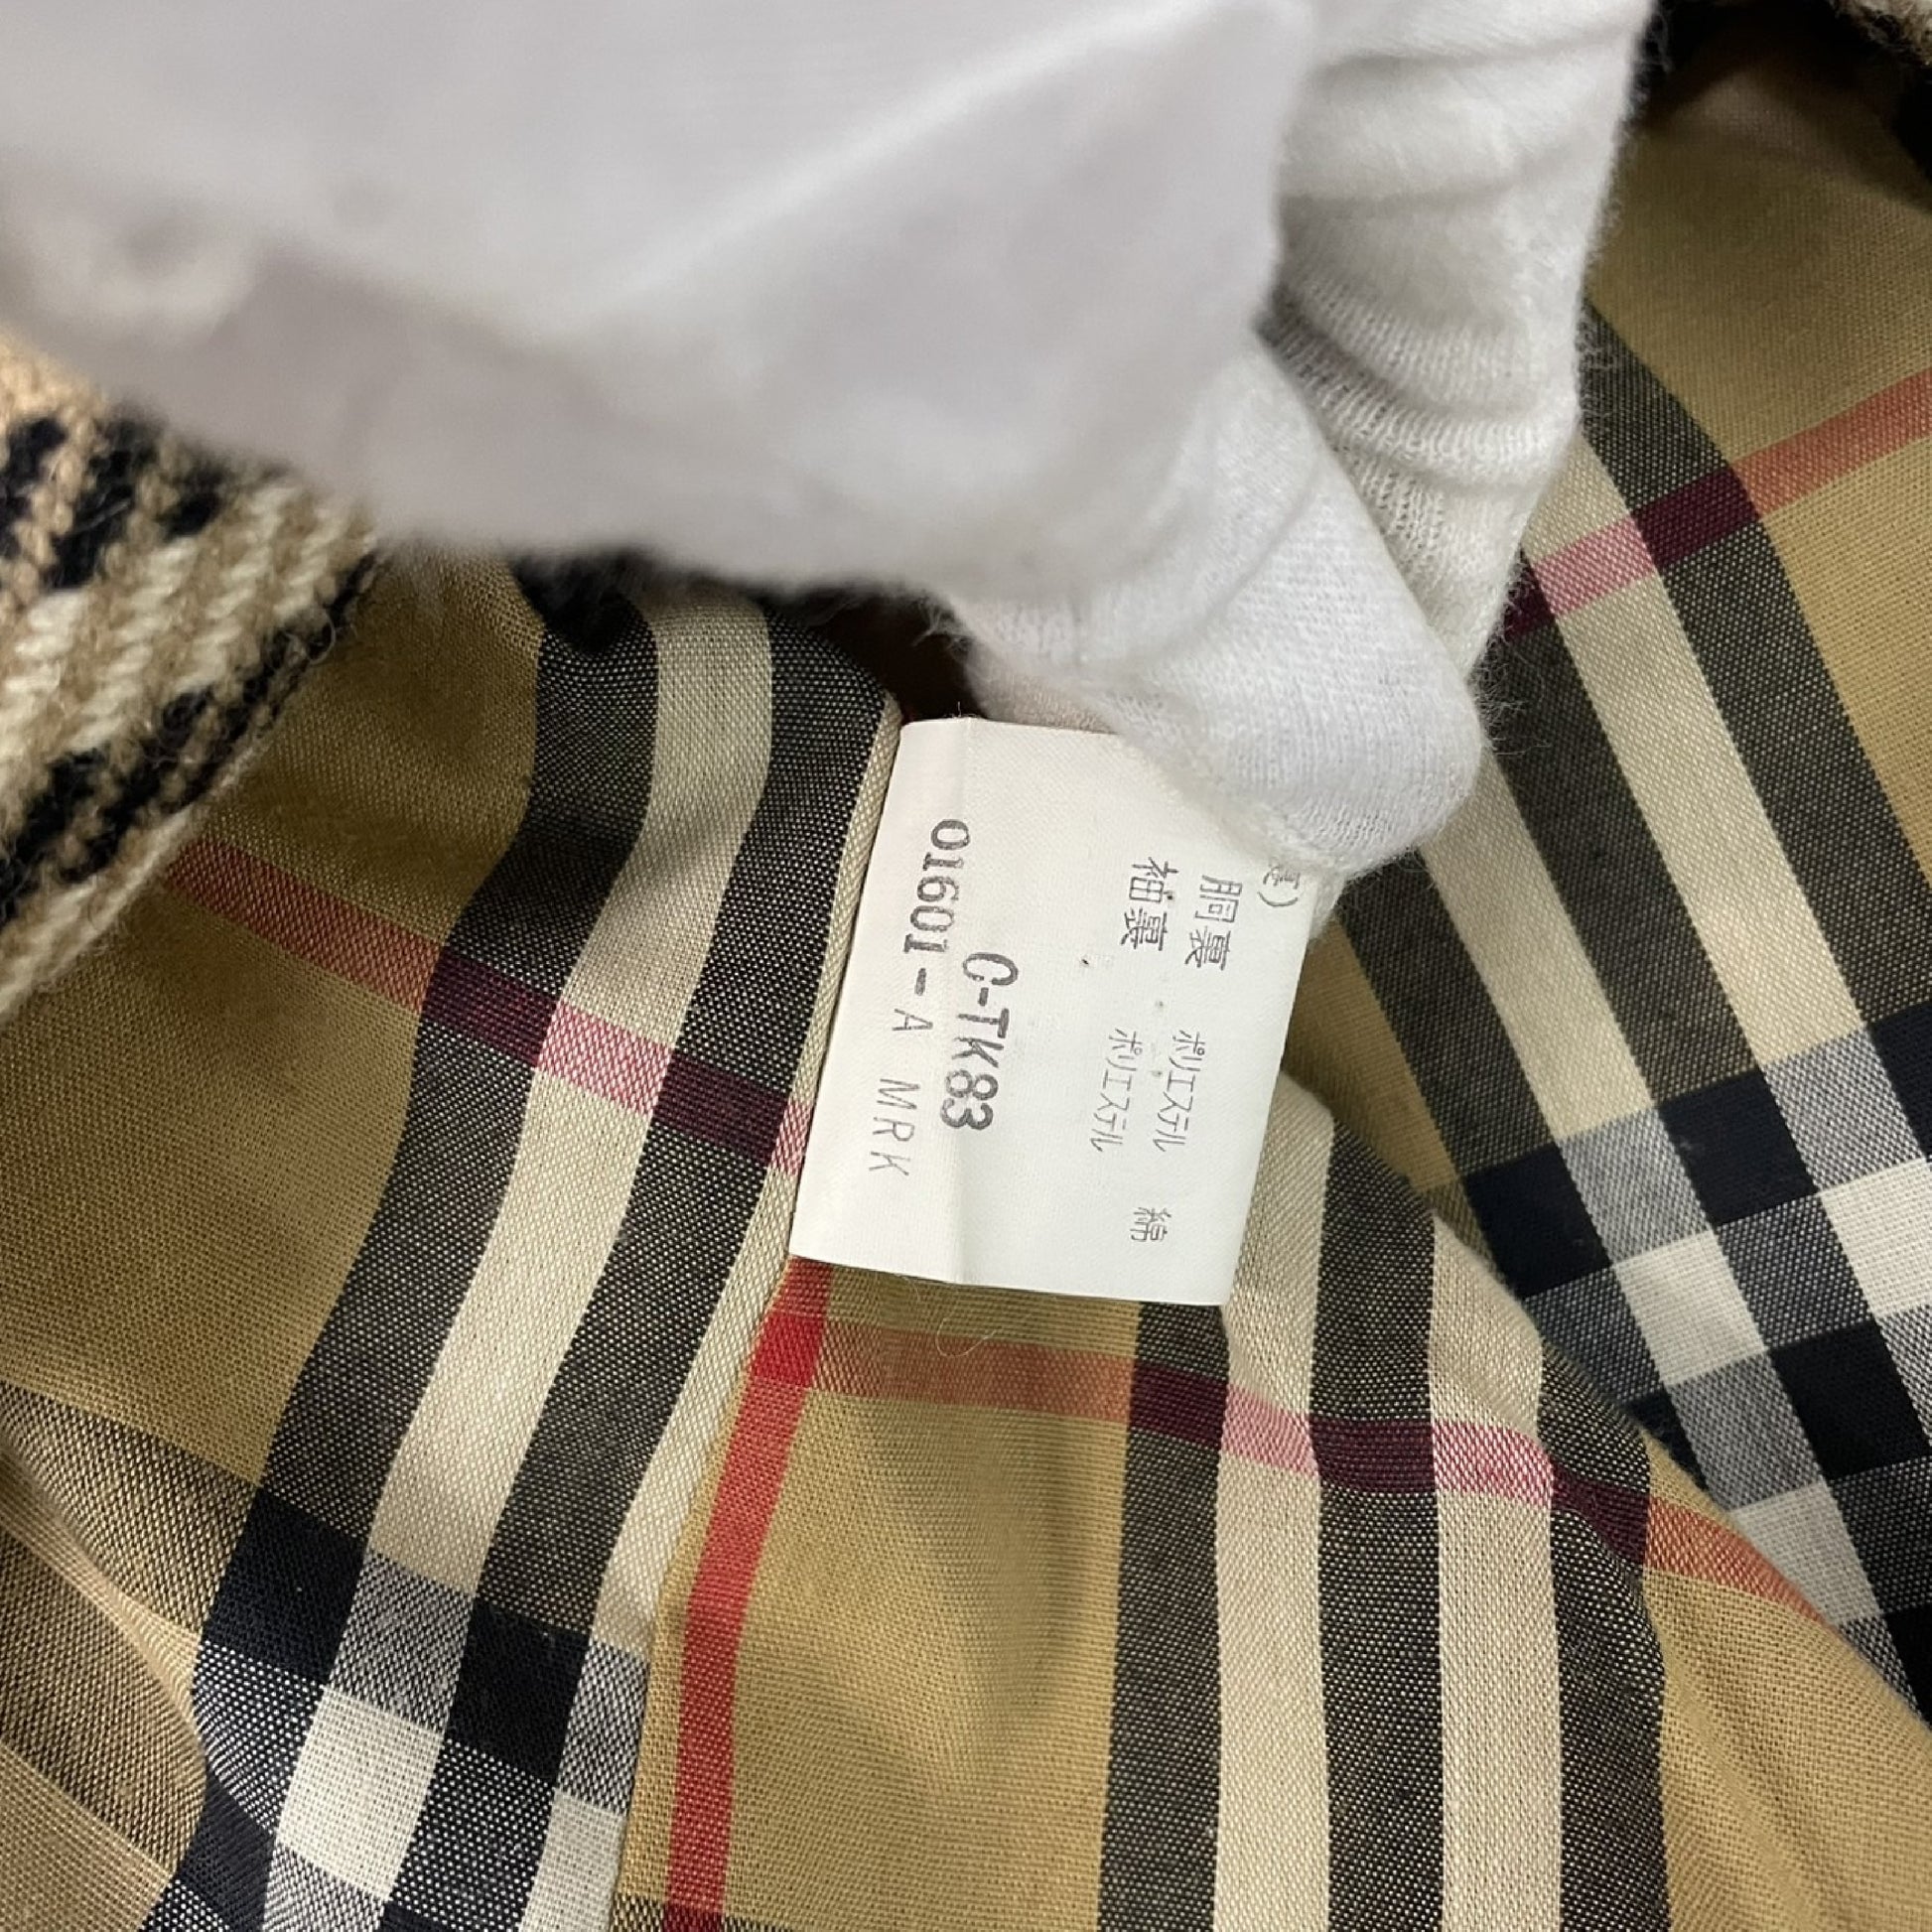 胴裏 ポリエステル 綿
袖裏 ポリエステル
C-TK83
01601-A MRK